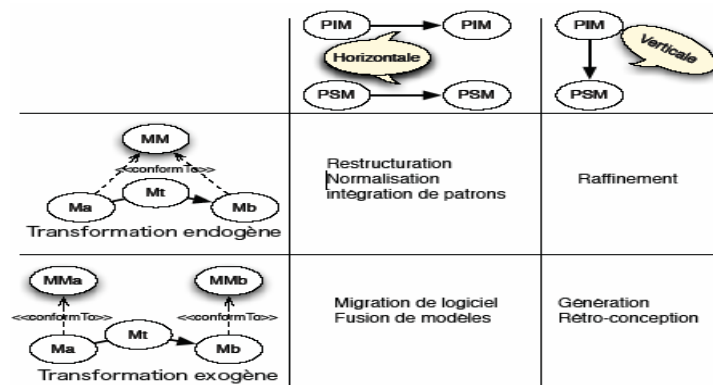 PIM PIM PIM
Horizontale Verticale
PSM PSM PSM
MM
<<conformTo>>
Ma Mt Mb
Transformation endogène
Restructuration
Normalisation
intégration de patrons
Raffinement
MMa MMb
<<conformTo>> <<conformTo>>
Ma Mt Mb
Transformation exogène
Migration de logiciel
Fusion de modèles
Génération
Rétro-conception